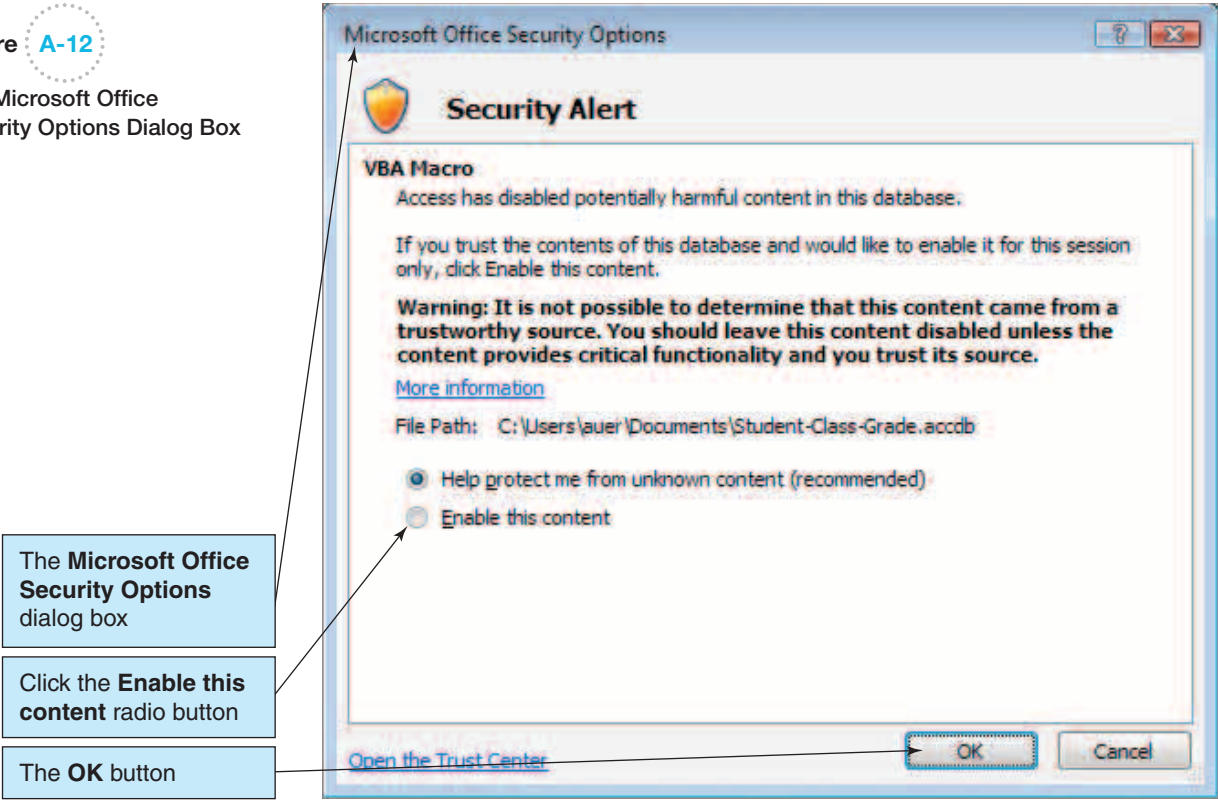 re A-12
Microsoft Office
rity Options Dialog Box
Microsoft Office Security Options
Security Alert
VBA Macro
Access has disabled potentially harmful content in this database.
If you trust the contents of this database and would like to enable it for this session
only, click Enable this content.
Warning: It is not possible to determine that this content came from a
trustworthy source. You should leave this content disabled unless the
content provides critical functionality and you trust its source.
More information
File Path: C:\Users\auer\Documents\Student-Class-Grade.accdb
Help protect me from unknown content (recommended)
Enable this content
Open the Trust Center
OK
Cancel
The Microsoft Office
Security Options
dialog box
Click the Enable this
content radio button
The OK button